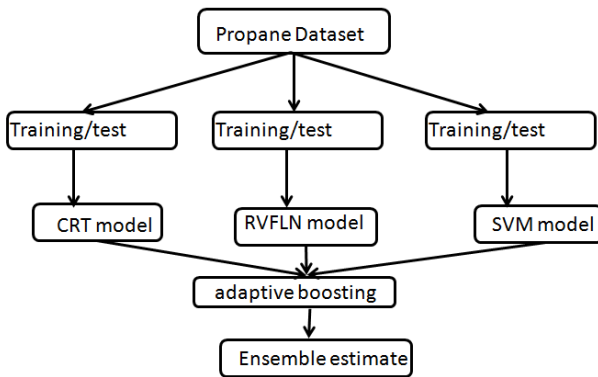 Propane Dataset
Training/test
Training/test
Training/test
CRT model
RVFLN model
SVM model
adaptive boosting
Ensemble estimate